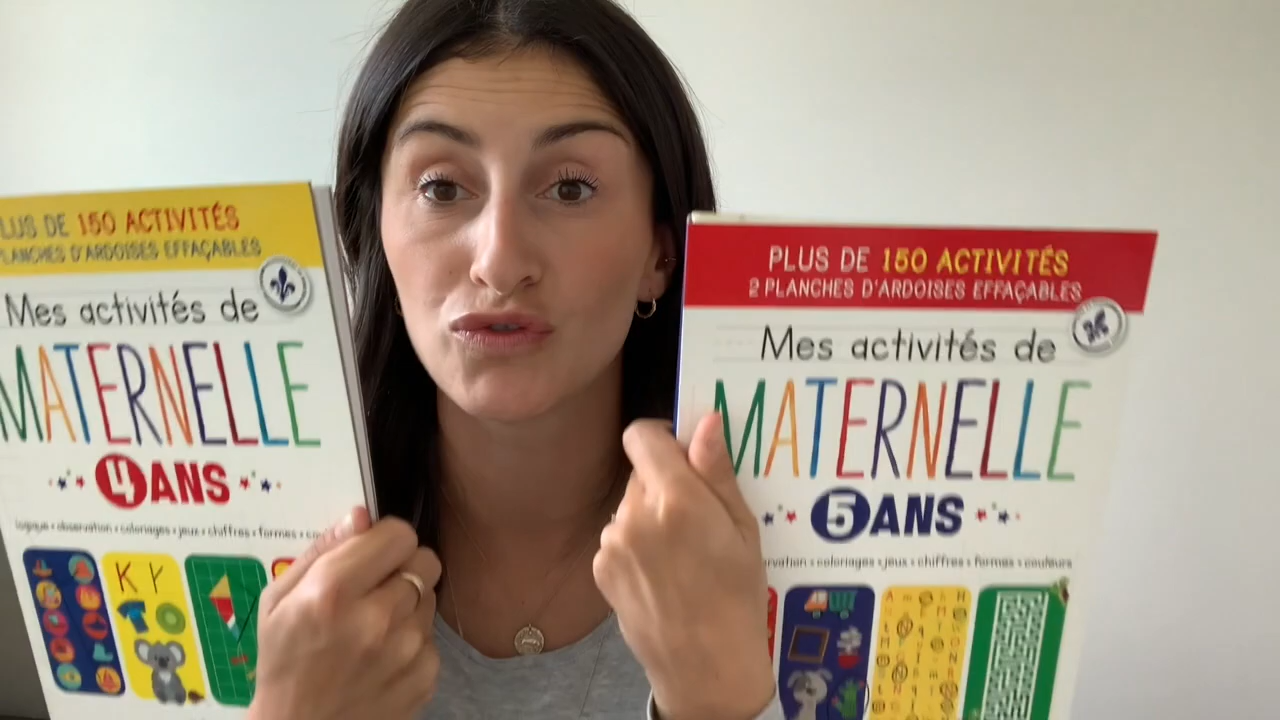 PLUS DE 150 ACTIVITÉS
PLANCHES D'ARDOISES EFFAÇABLES
Mes activités de
MATERNELLE
4 ANS
logique • observation • coloriages • jeux • chiffres • formes
K
PLUS DE 150 ACTIVITÉS
2 PLANCHES D'ARDOISES EFFAÇABLES
Mes activités de
MATERNELLE
5 ANS
coloriages • jeux • chiffres • formes • couleurs